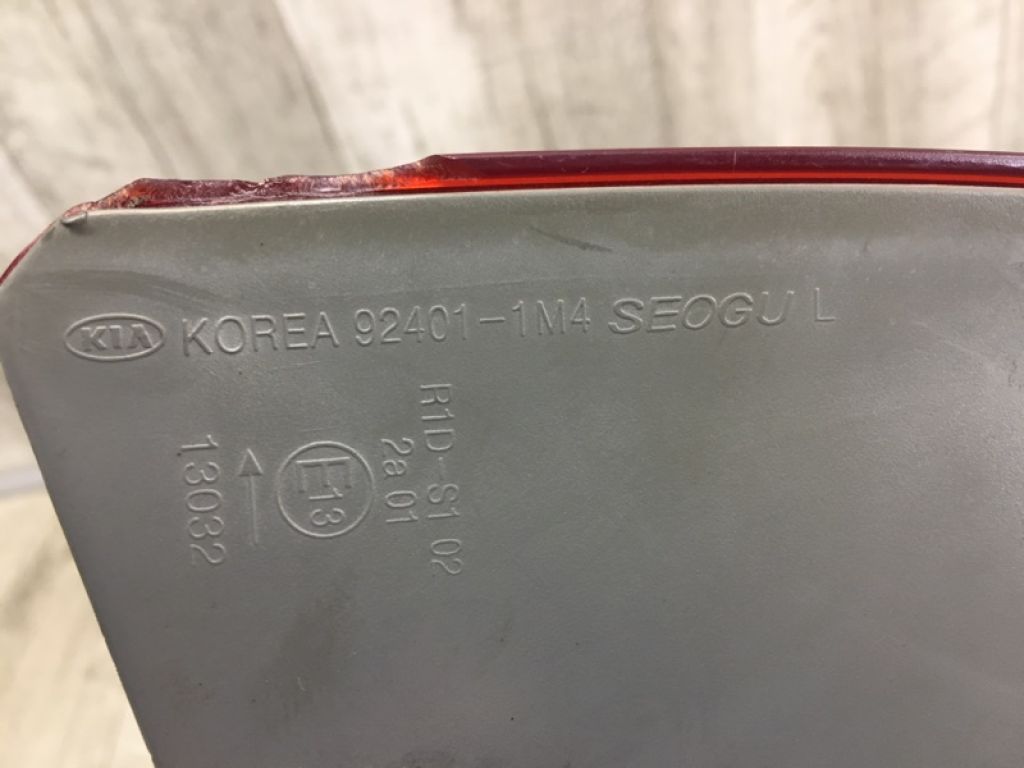 KIA KOREA 92401-1M4 SEOGU L
R1D-S1 02
2a 01
E13
13032